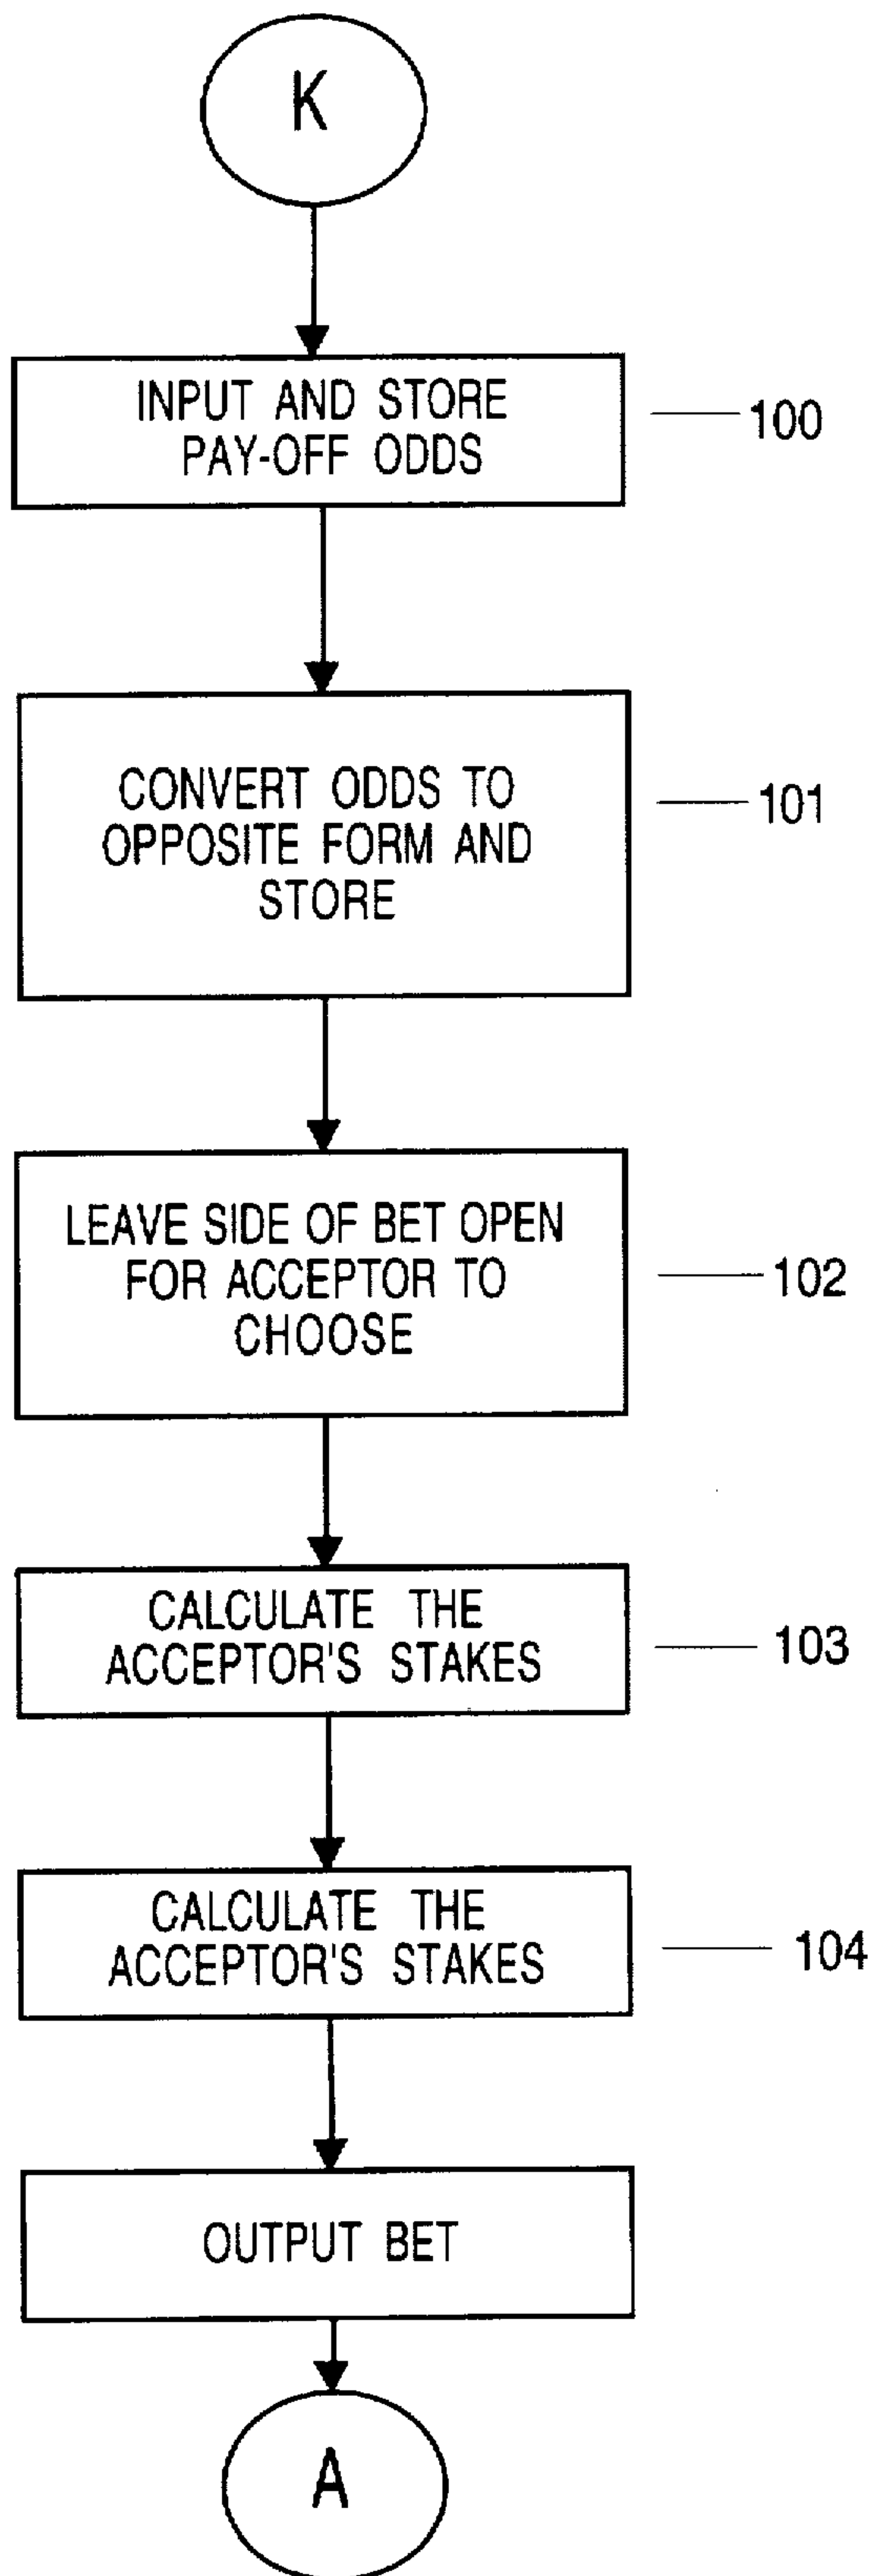 K
INPUT AND STORE
PAY-OFF ODDS
100
CONVERT ODDS TO
OPPOSITE FORM AND
STORE
101
LEAVE SIDE OF BET OPEN
FOR ACCEPTOR TO
CHOOSE
102
CALCULATE THE
ACCEPTOR'S STAKES
103
CALCULATE THE
ACCEPTOR'S STAKES
104
OUTPUT BET
A